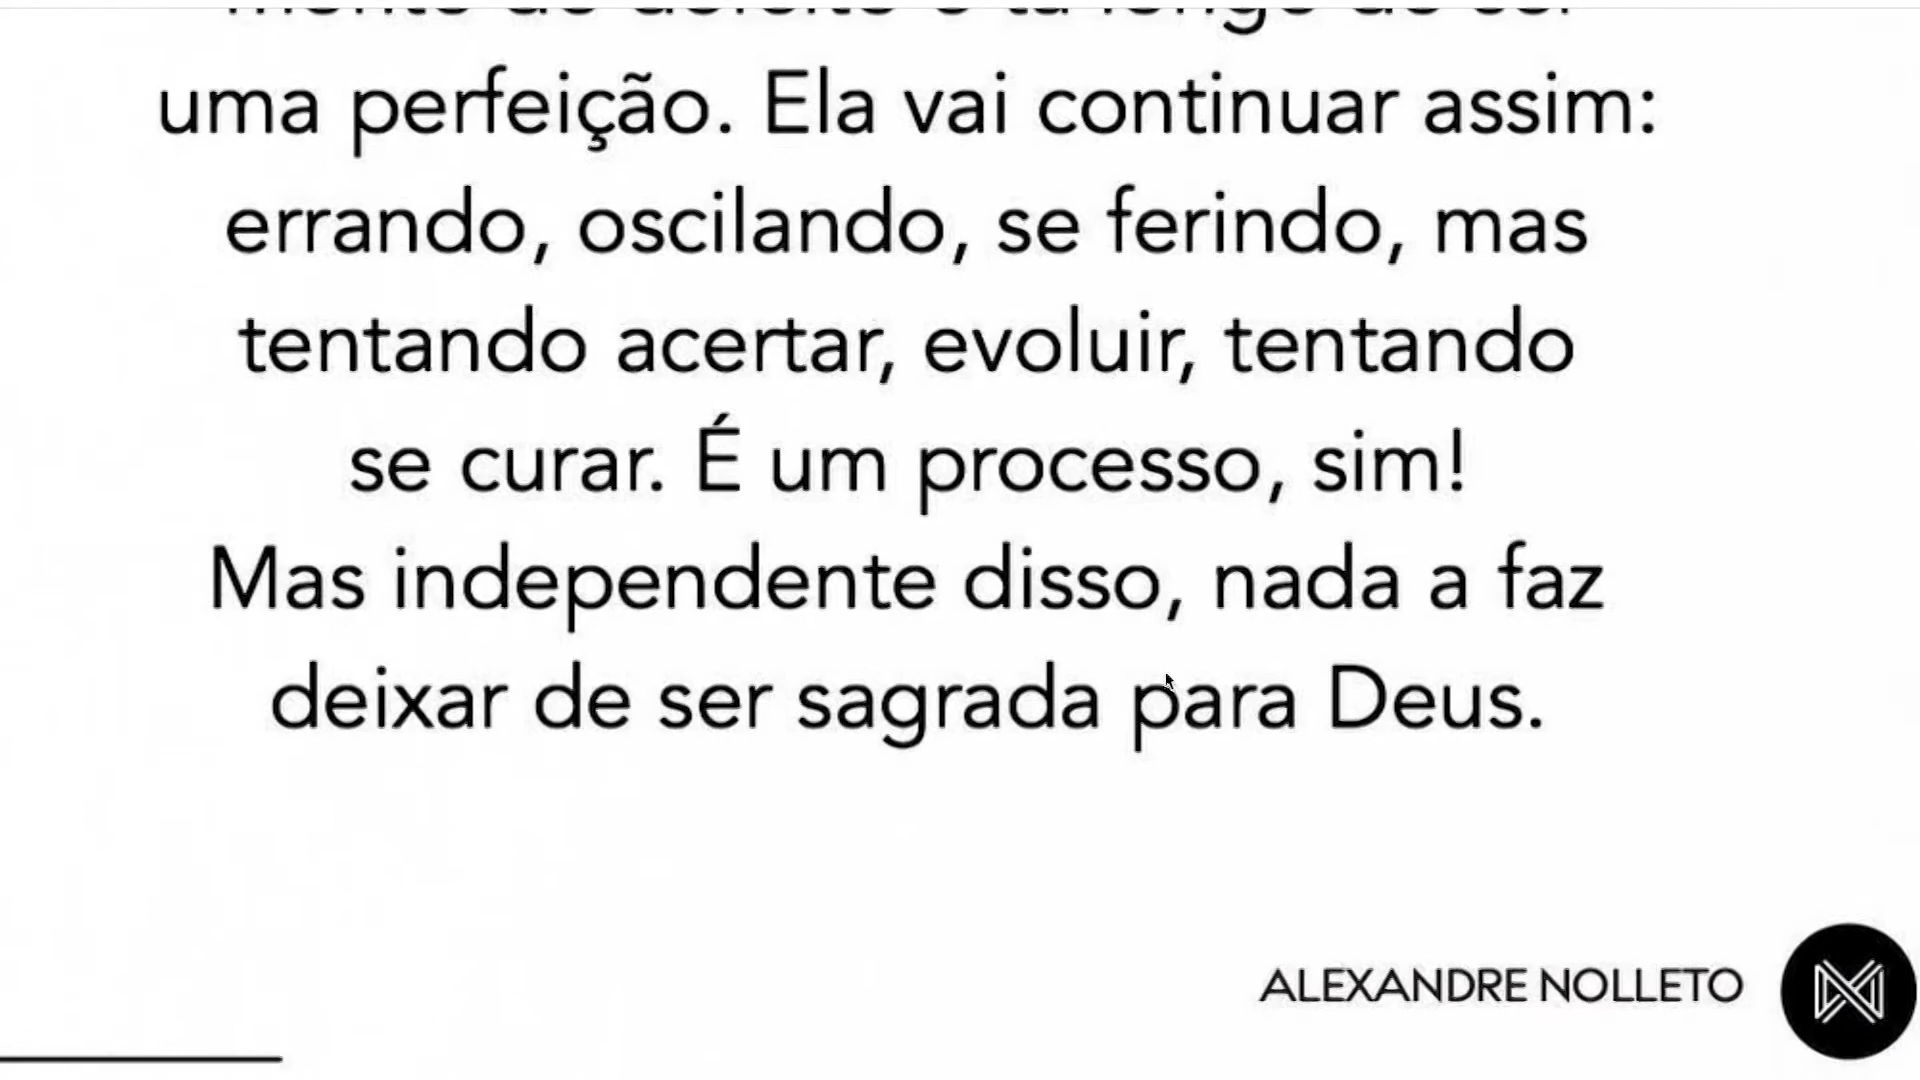 uma perfeição. Ela vai continuar assim:
errando, oscilando, se ferindo, mas
tentando acertar, evoluir, tentando
se curar. É um processo, sim!
Mas independente disso, nada a faz
deixar de ser sagrada para Deus.
ALEXANDRE NOLLETO